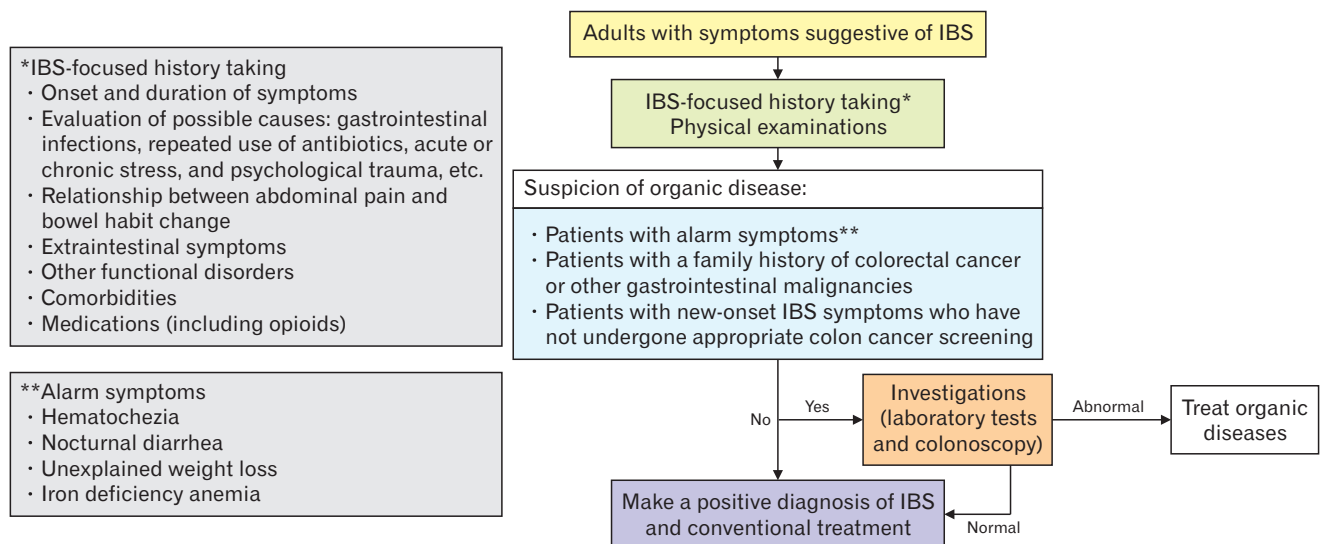 Adults with symptoms suggestive of IBS
*IBS-focused history taking
· Onset and duration of symptoms
· Evaluation of possible causes: gastrointestinal
infections, repeated use of antibiotics, acute or
chronic stress, and psychological trauma, etc.
· Relationship between abdominal pain and
bowel habit change
· Extraintestinal symptoms
· Other functional disorders
· Comorbidities
· Medications (including opioids)
IBS-focused history taking*
Physical examinations
Suspicion of organic disease:
· Patients with alarm symptoms**
· Patients with a family history of colorectal cancer
or other gastrointestinal malignancies
· Patients with new-onset IBS symptoms who have
not undergone appropriate colon cancer screening
**Alarm symptoms
· Hematochezia
· Nocturnal diarrhea
· Unexplained weight loss
· Iron deficiency anemia
No
Yes
Investigations
(laboratory tests
and colonoscopy)
Abnormal
Treat organic
diseases
Normal
Make a positive diagnosis of IBS
and conventional treatment